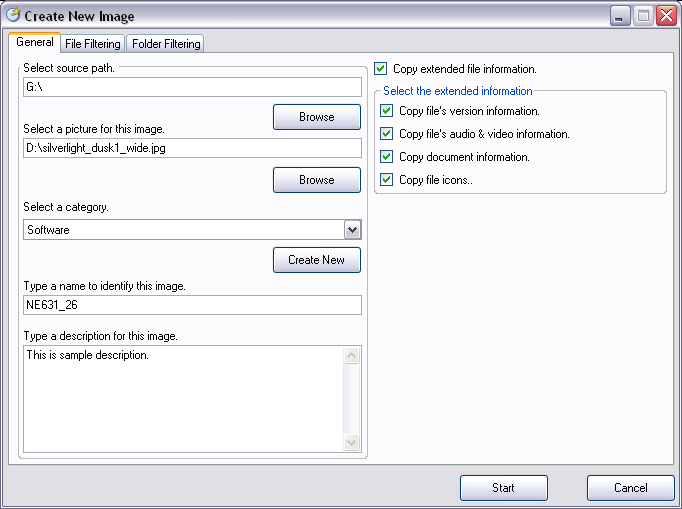 Create New Image
General File Filtering Folder Filtering
Select source path.
G:\
Browse
Select a picture for this image.
D:\silverlight_dusk1_wide.jpg
Browse
Select a category.
Software
Create New
Type a name to identify this image.
NE631_26
Type a description for this image.
This is sample description.
Copy extended file information.
Select the extended information
Copy file's version information.
Copy file's audio & video information.
Copy document information.
Copy file icons..
Start Cancel